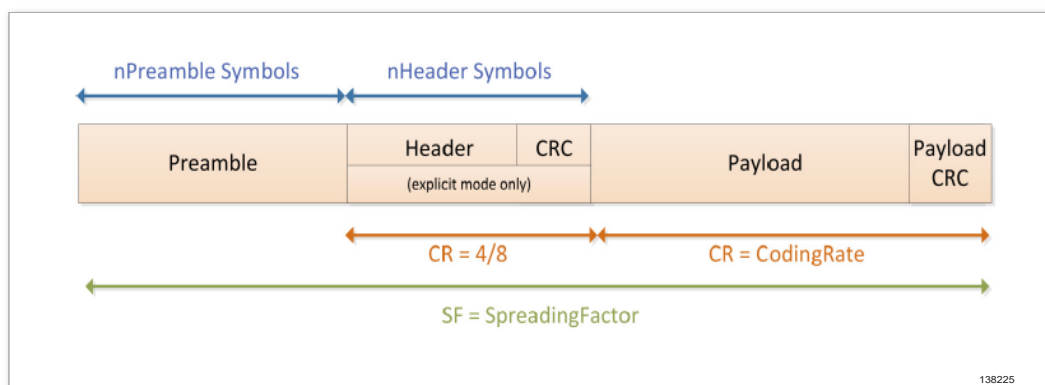 nPreamble Symbols
nHeader Symbols
Preamble
Header
CRC
(explicit mode only)
Payload
Payload
CRC
CR = 4/8
CR = CodingRate
SF = SpreadingFactor
138225